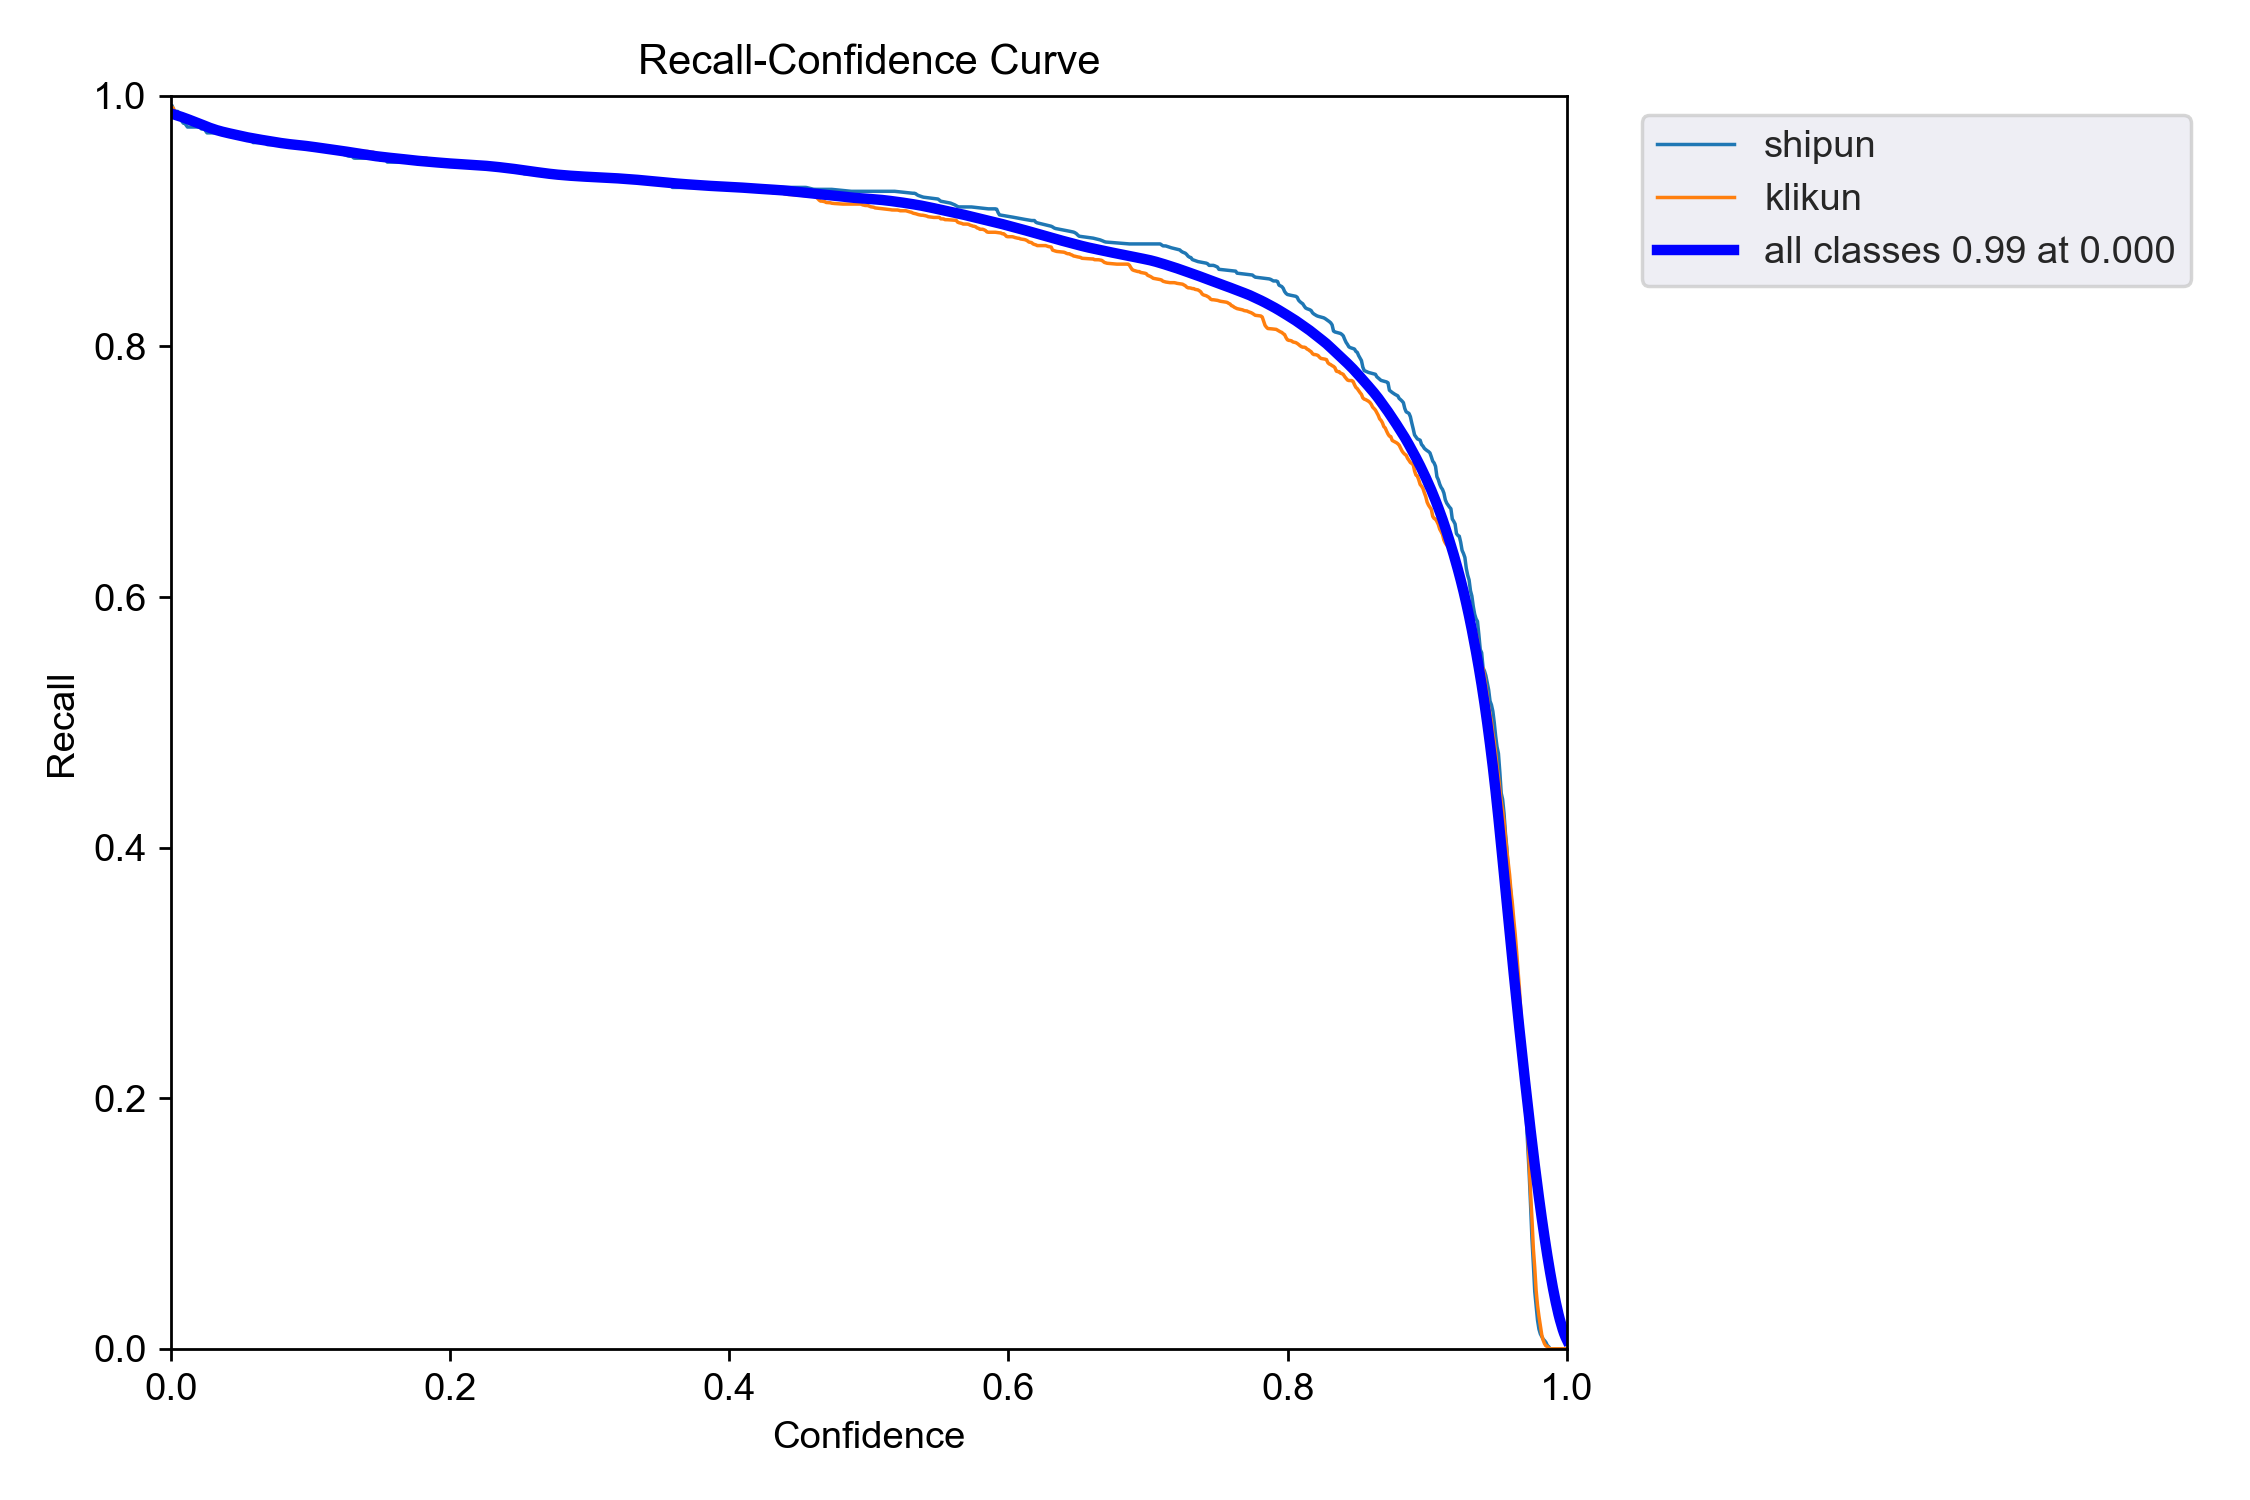 Recall-Confidence Curve
1.0
0.8
0.6
0.4
0.2
0.0
Recall
0.0 0.2 0.4 0.6 0.8 1.0
Confidence
shipun
klikun
all classes 0.99 at 0.000